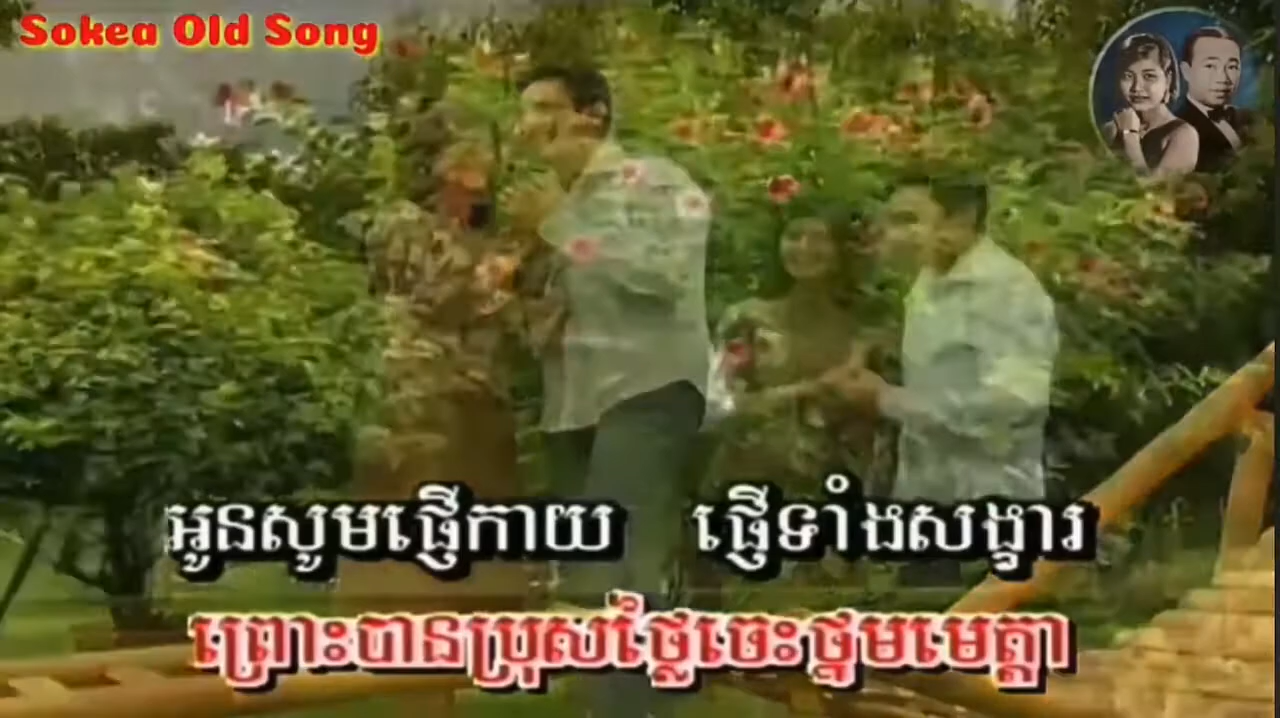 Sokea Old Song
អូនសូមផ្ញើកាយ ផ្ញើទាំងសង្ខារ
ព្រោះបានប្រុសថ្លៃចេះថ្នមមេត្តា